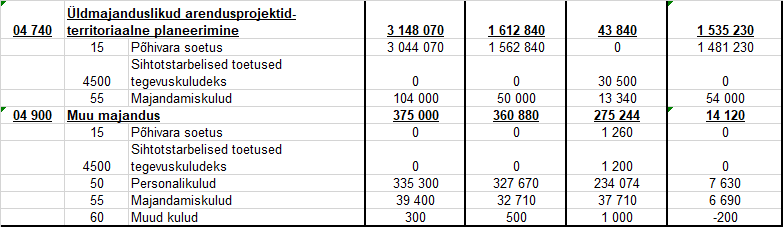 Üldmajanduslikud arendusprojektid-
04 740 territoriaalne planeerimine 3 148 070 1 612 840 43 840 1 535 230
15 Põhivara soetus 3 044 070 1 562 840 0 1 481 230
Sihtotstarbelised toetused
4500 tegevuskuludeks 0 0 30 500 0
55 Majandamiskulud 104 000 50 000 13 340 54 000
04 900 Muu majandus 375 000 360 880 275 244 14 120
15 Põhivara soetus 0 0 1 260 0
Sihtotstarbelised toetused
4500 tegevuskuludeks 0 0 1 200 0
50 Personalikulud 335 300 327 670 234 074 7 630
55 Majandamiskulud 39 400 32 710 37 710 6 690
60 Muud kulud 300 500 1 000 -200